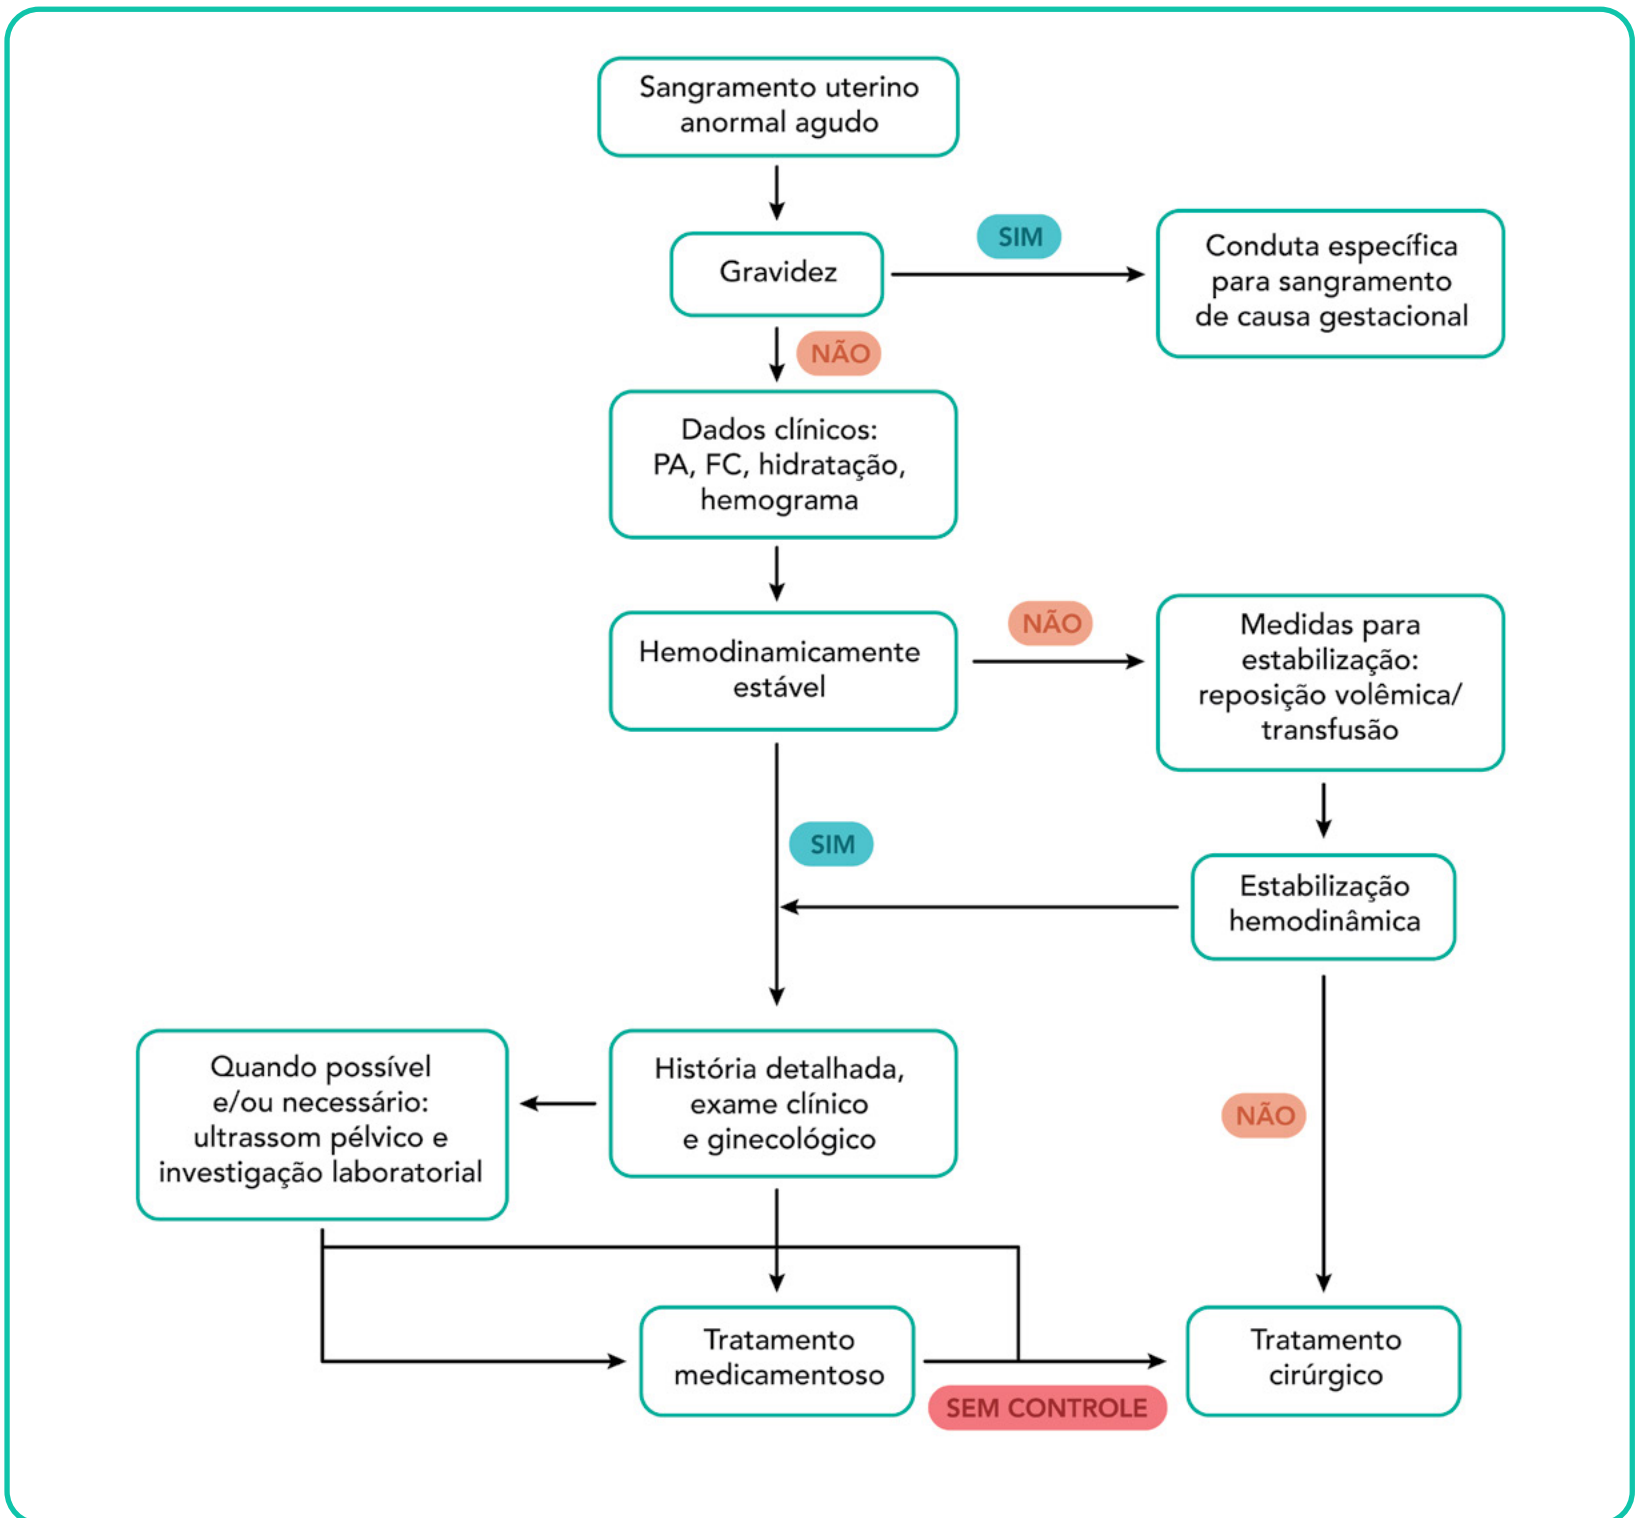 Sangramento uterino
anormal agudo
SIM
Gravidez
Conduta específica
para sangramento
de causa gestacional
NÃO
Dados clínicos:
PA, FC, hidratação,
hemograma
NÃO
Hemodinamicamente
estável
Medidas para
estabilização:
reposição volêmica/
transfusão
SIM
Estabilização
hemodinâmica
Quando possível
e/ou necessário:
ultrassom pélvico e
investigação laboratorial
História detalhada,
exame clínico
e ginecológico
NÃO
Tratamento
medicamentoso
SEM CONTROLE
Tratamento
cirúrgico